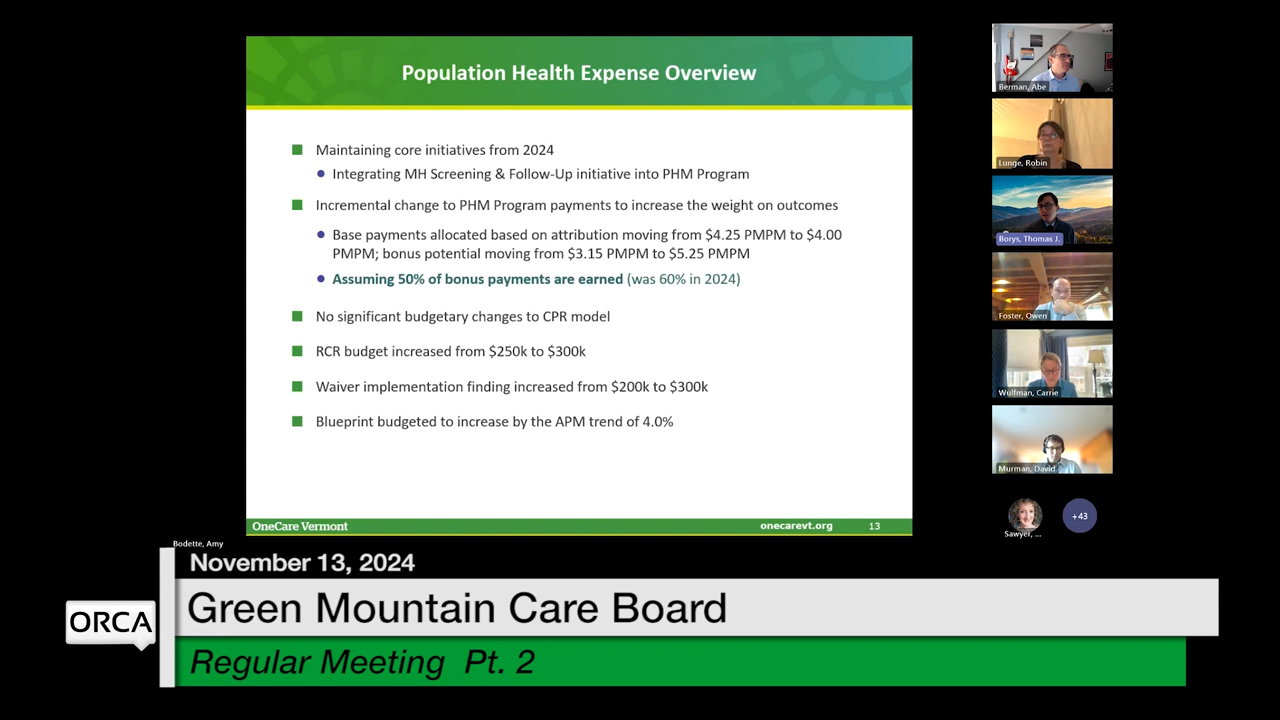 Population Health Expense Overview
Maintaining core initiatives from 2024
Integrating MH Screening & Follow-Up initiative into PHM Program
Incremental change to PHM Program payments to increase the weight on outcomes
Base payments allocated based on attribution moving from $4.25 PMPM to $4.00
PMPM; bonus potential moving from $3.15 PMPM to $5.25 PMPM
Assuming 50% of bonus payments are earned (was 60% in 2024)
No significant budgetary changes to CPR model
RCR budget increased from $250k to $300k
Waiver implementation finding increased from $200k to $300k
Blueprint budgeted to increase by the APM trend of 4.0%
OneCare Vermont
onecarevt.org 13
Berman, Abe
Lunge, Robin
Borys, Thomas J.
Foster, Owen
Wulfman, Carrie
Murman, David
+43
Sawyer, ...
Bodette, Amy
November 13, 2024
ORCA
Green Mountain Care Board
Regular Meeting Pt. 2